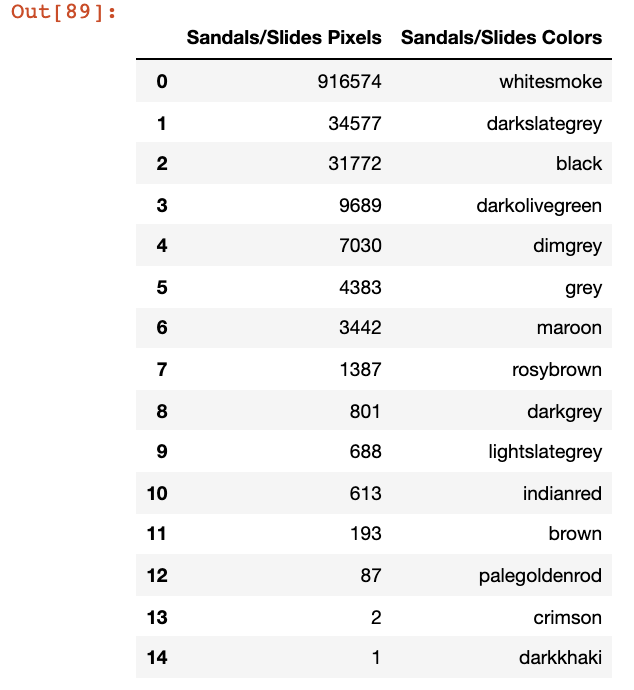 Out[89]:
Sandals/Slides Pixels Sandals/Slides Colors
0 916574 whitesmoke
1 34577 darkslategrey
2 31772 black
3 9689 darkolivegreen
4 7030 dimgrey
5 4383 grey
6 3442 maroon
7 1387 rosybrown
8 801 darkgrey
9 688 lightslategrey
10 613 indianred
11 193 brown
12 87 palegoldenrod
13 2 crimson
14 1 darkkhaki